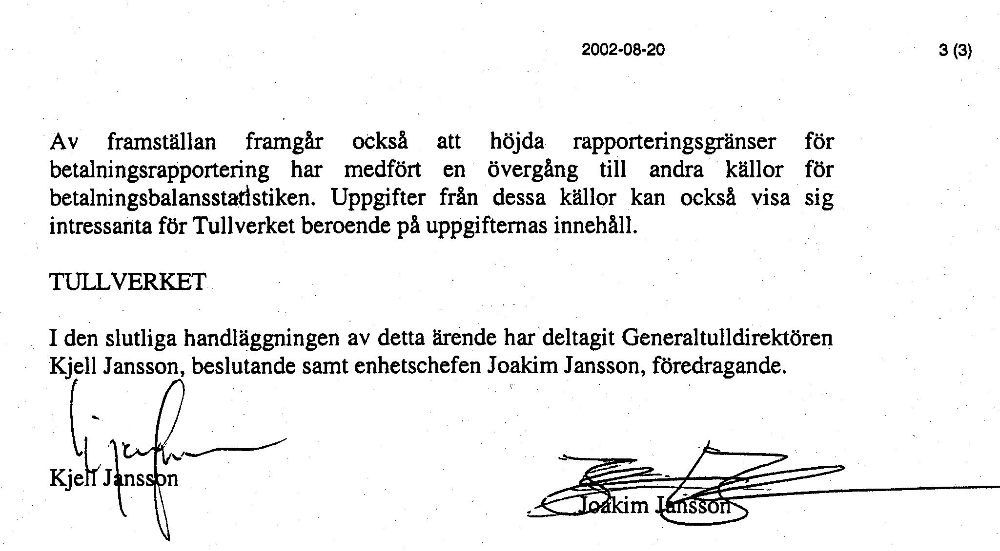 2002-08-20 3 (3)
Av framställan framgår också att höjda rapporteringsgränser för
betalningsrapportering har medfört en övergång till andra källor för
betalningsbalansstatistiken. Uppgifter från dessa källor kan också visa sig
intressanta för Tullverket beroende på uppgifternas innehåll.
TULLVERKET
I den slutliga handläggningen av detta ärende har deltagit Generaltulldirektören
Kjell Jansson, beslutande samt enhetschefen Joakim Jansson, föredragande.
Kjell Jansson
Joakim Jansson